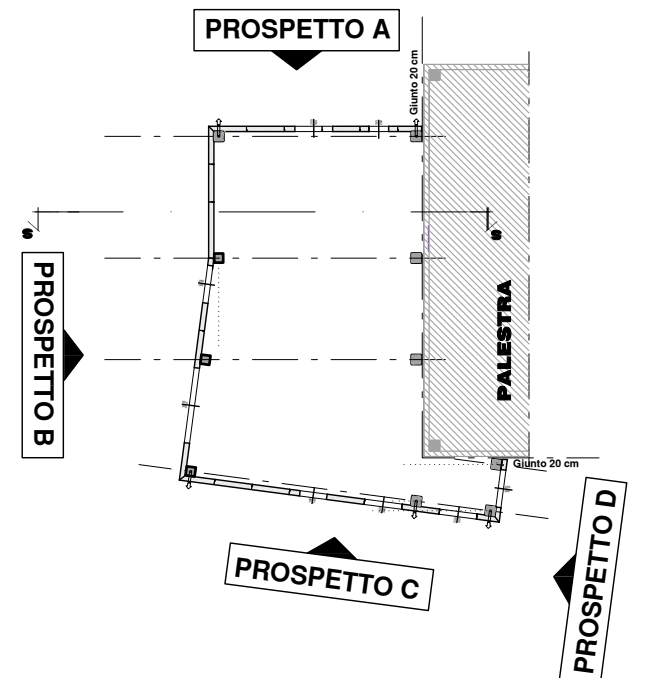 PROSPETTO A
Giunto 20 cm
S
S
PROSPETTO B
PALESTRA
Giunto 20 cm
PROSPETTO C
PROSPETTO D